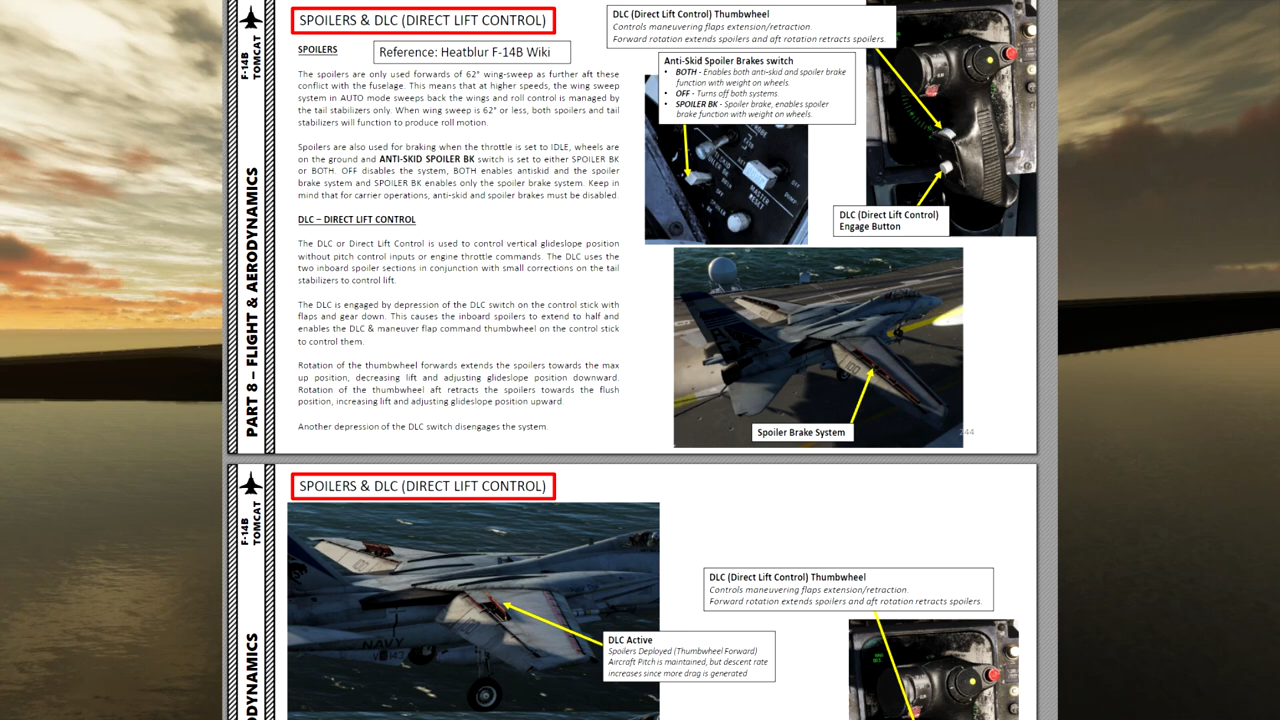 SPOILERS & DLC (DIRECT LIFT CONTROL)
F-14B
TOMCAT
PART 8 – FLIGHT & AERODYNAMICS
SPOILERS
Reference: Heatblur F-14B Wiki
The spoilers are only used forwards of 62° wing-sweep as further aft these
conflict with the fuselage. This means that at higher speeds, the wing sweep
system in AUTO mode sweeps back the wings and roll control is managed by
the tail stabilizers only. When wing sweep is 62° or less, both spoilers and tail
stabilizers will function to produce roll motion.
Spoilers are also used for braking when the throttle is set to IDLE, wheels are
on the ground and ANTI-SKID SPOILER BK switch is set to either SPOILER BK
or BOTH. OFF disables the system, BOTH enables antiskid and the spoiler
brake system and SPOILER BK enables only the spoiler brake system. Keep in
mind that for carrier operations, anti-skid and spoiler brakes must be disabled.
DLC – DIRECT LIFT CONTROL
The DLC or Direct Lift Control is used to control vertical glideslope position
without pitch control inputs or engine throttle commands. The DLC uses the
two inboard spoiler sections in conjunction with small corrections on the tail
stabilizers to control lift.
The DLC is engaged by depression of the DLC switch on the control stick with
flaps and gear down. This causes the inboard spoilers to extend to half and
enables the DLC & maneuver flap command thumbwheel on the control stick
to control them.
Rotation of the thumbwheel forwards extends the spoilers towards the max
up position, decreasing lift and adjusting glideslope position downward.
Rotation of the thumbwheel aft retracts the spoilers towards the flush
position, increasing lift and adjusting glideslope position upward.
Another depression of the DLC switch disengages the system.
DLC (Direct Lift Control) Thumbwheel
Controls maneuvering flaps extension/retraction.
Forward rotation extends spoilers and aft rotation retracts spoilers.
Anti-Skid Spoiler Brakes switch
• BOTH - Enables both anti-skid and spoiler brake
function with weight on wheels.
• OFF - Turns off both systems.
• SPOILER BK - Spoiler brake, enables spoiler
brake function with weight on wheels.
MASTER
RESET
OFF
DUMP
DLC (Direct Lift Control)
Engage Button
Spoiler Brake System
244
SPOILERS & DLC (DIRECT LIFT CONTROL)
F-14B
TOMCAT
ODYNAMICS
NAVY
DLC Active
Spoilers Deployed (Thumbwheel Forward)
Aircraft Pitch is maintained, but descent rate
increases since more drag is generated
DLC (Direct Lift Control) Thumbwheel
Controls maneuvering flaps extension/retraction.
Forward rotation extends spoilers and aft rotation retracts spoilers.